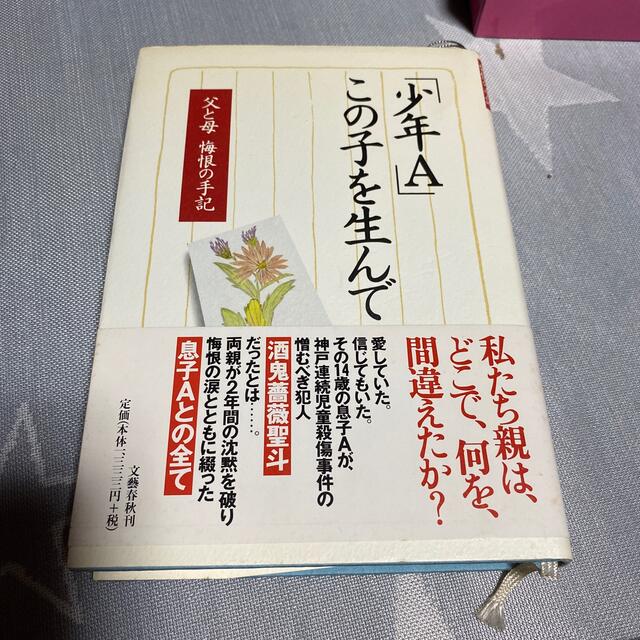 「少年A」
この子を生んで
父と母 悔恨の手記
私たち親は、
どこで、何を、
間違えたか?
愛していた。
信じてもいた。
その14歳の息子Aが、
神戸連続児童殺傷事件の
憎むべき犯人
酒鬼薔薇聖斗
だったとは……。
両親が2年間の沈黙を破り
悔恨の涙とともに綴った
息子Aとの全て
文藝春秋刊
定価(本体一、三三三円+税)